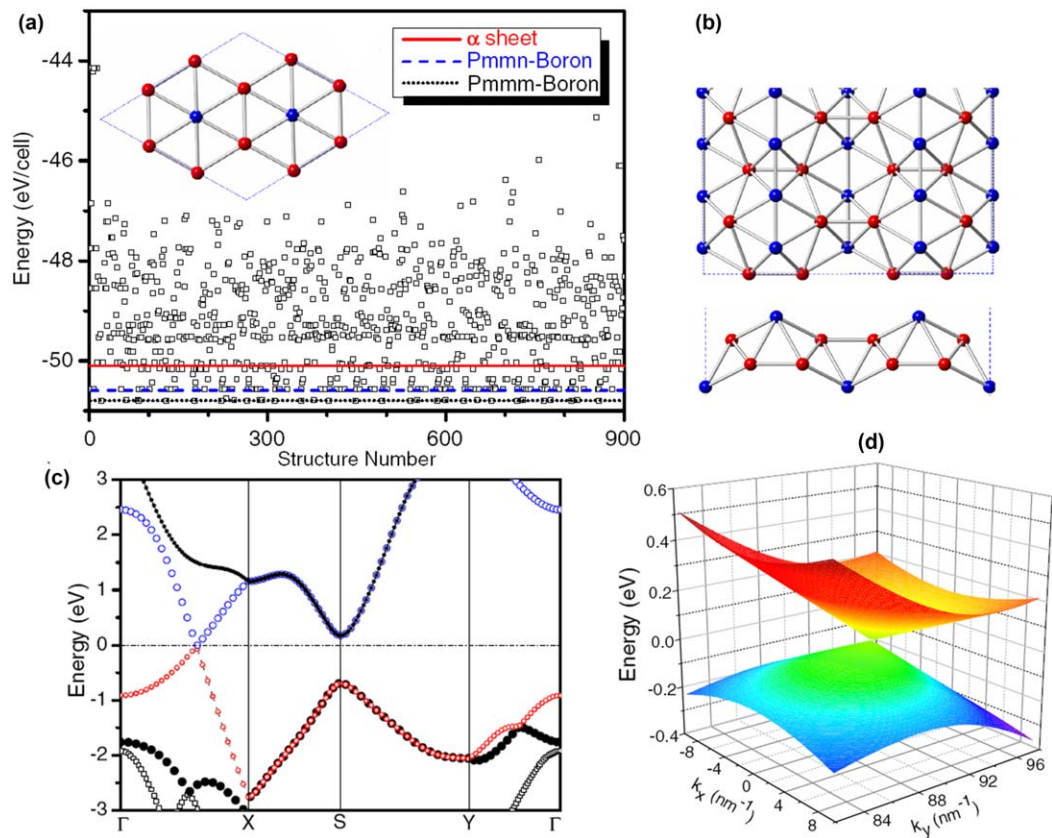 (a)
α sheet
Pmmn-Boron
Pmmm-Boron
-44
-46
-48
-50
Energy (eV/cell)
0
300
600
900
Structure Number
(b)
(c)
3
2
1
0
-1
-2
-3
Energy (eV)
Γ
X
S
Y
Γ
(d)
0.6
0.4
0.2
0.0
-0.2
-0.4
Energy (eV)
-8
-4
0
4
8
kx (nm-1)
84
88
92
96
ky (nm-1)